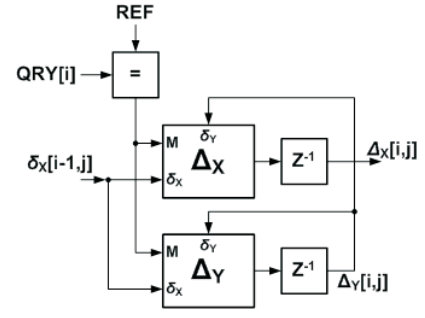 REF
QRY[i]
=
M
δY
ΔX
δX
Z-1
ΔX[i,j]
δX[i-1,j]
M
δY
ΔY
δX
Z-1
ΔY[i,j]